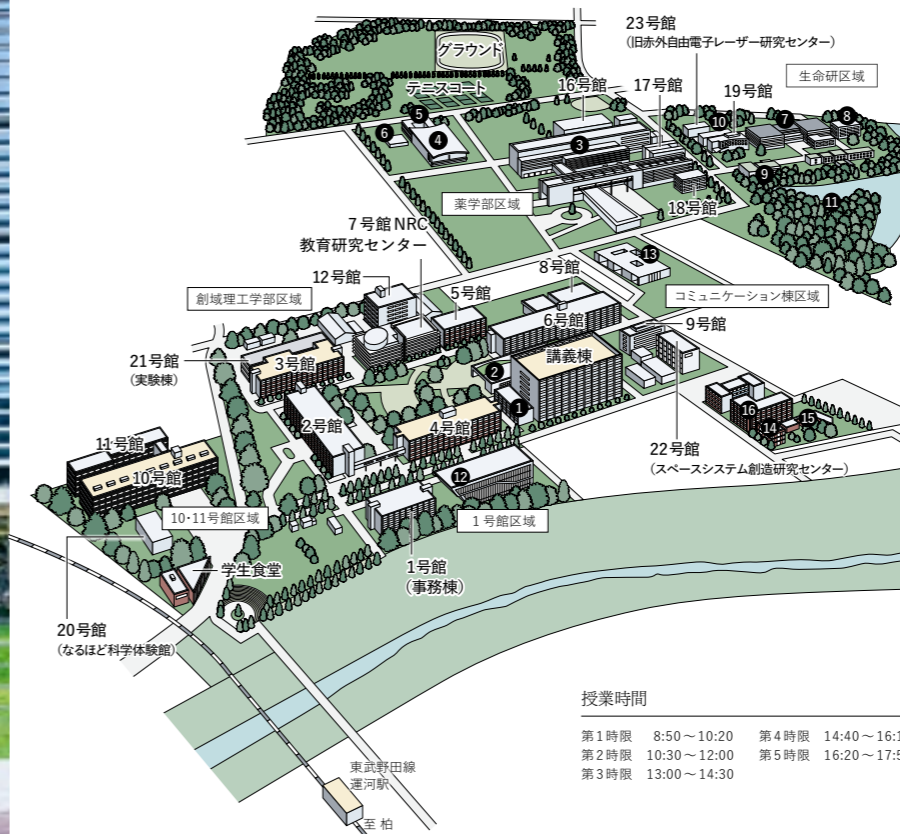 グラウンド
テニスコート
23号館
(旧赤外自由電子レーザー研究センター)
生命研区域
16号館
17号館
19号館
5
6
4
3
10
7
8
9
11
薬学部区域
18号館
7号館NRC
教育研究センター
13
12号館
8号館
創域理工学部区域
5号館
コミュニケーション棟区域
6号館
9号館
講義棟
21号館
(実験棟)
3号館
2
1
2号館
4号館
16
15
14
11号館
10号館
22号館
(スペースシステム創造研究センター)
12
10・11号館区域
1号館区域
学生食堂
1号館
(事務棟)
20号館
(なるほど科学体験館)
授業時間
第1時限 8:50～10:20 第4時限 14:40～16:1
第2時限 10:30～12:00 第5時限 16:20～17:5
第3時限 13:00～14:30
東武野田線
運河駅
至 柏